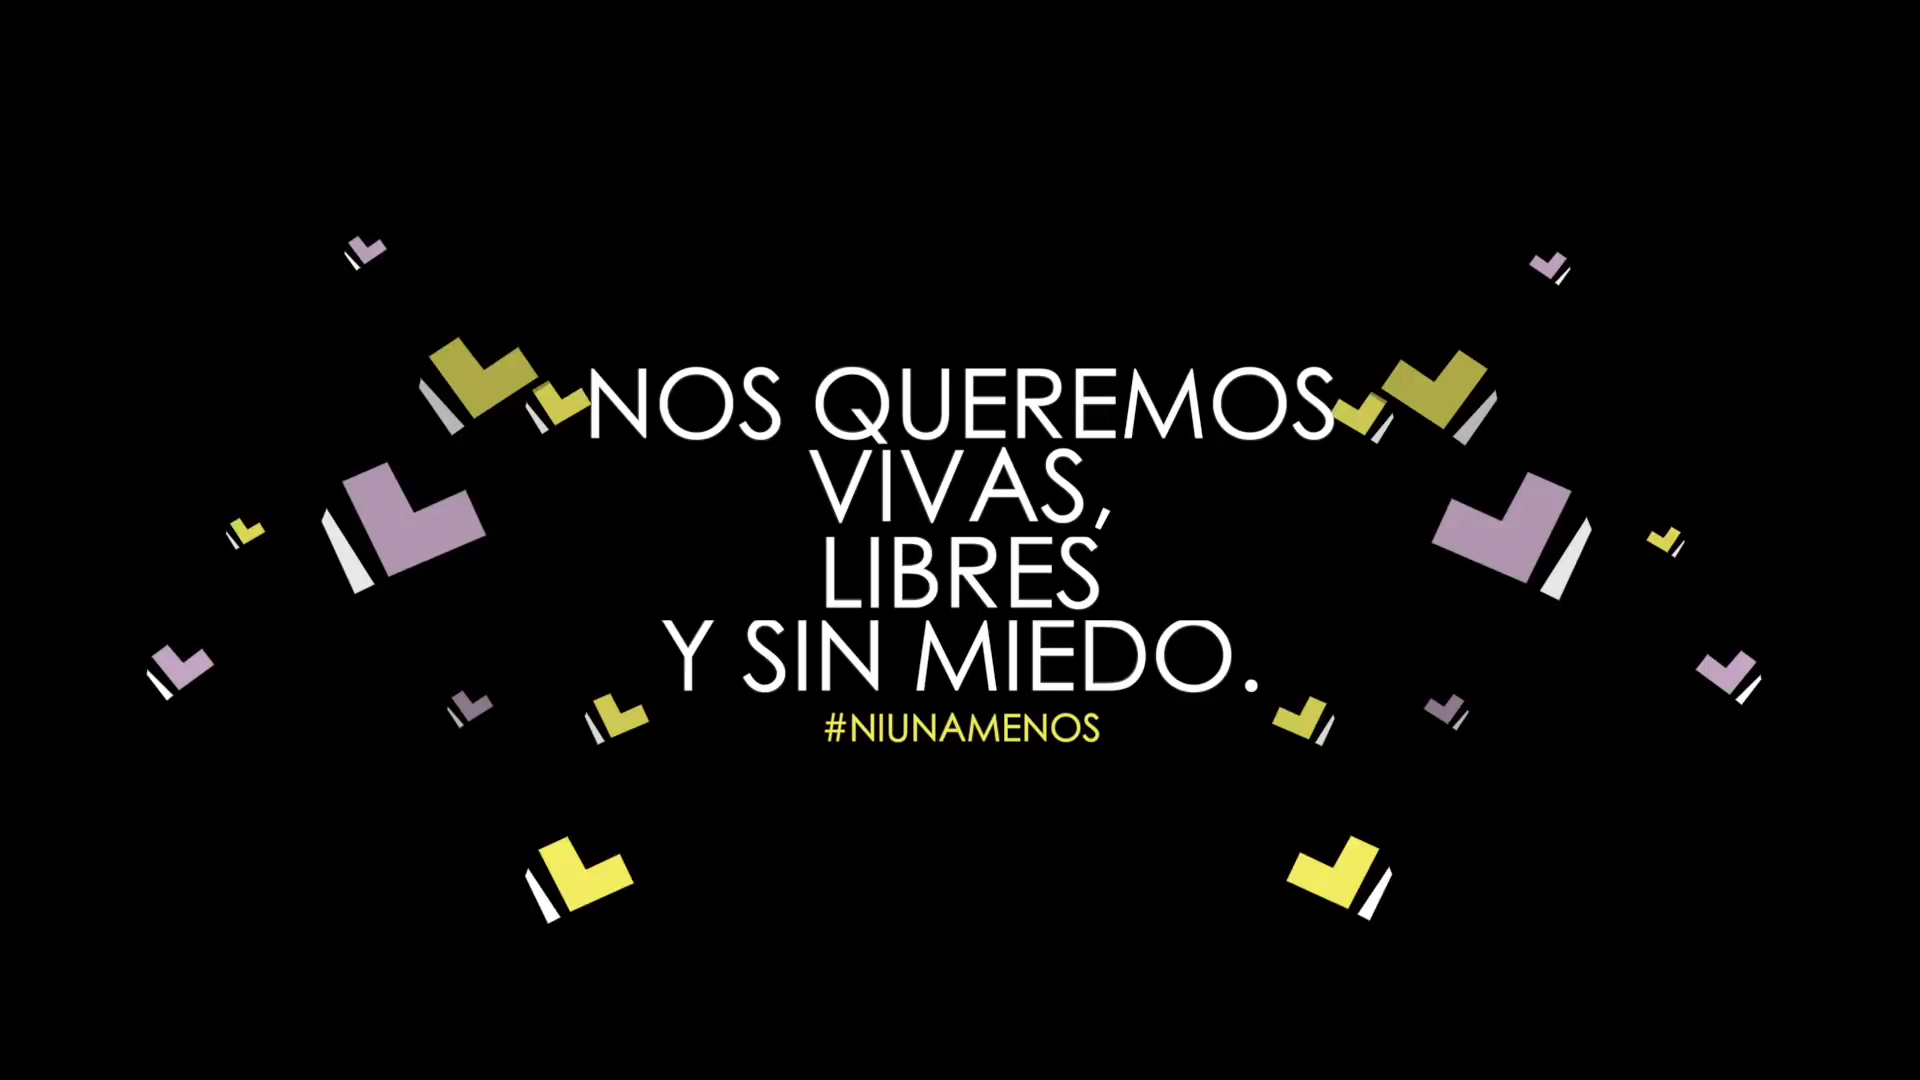 NOS QUEREMOS
VIVAS,
LIBRES
Y SIN MIEDO.
#NIUNAMENOS